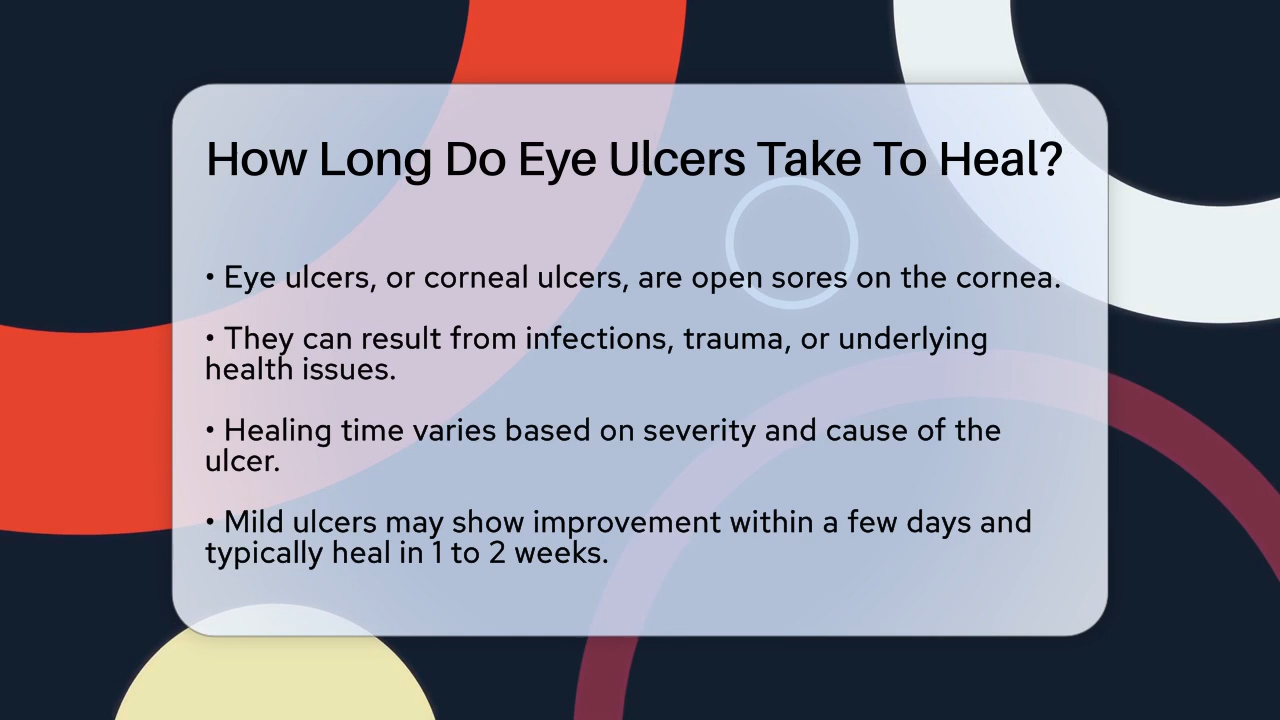 How Long Do Eye Ulcers Take To Heal?
• Eye ulcers, or corneal ulcers, are open sores on the cornea.
• They can result from infections, trauma, or underlying
health issues.
• Healing time varies based on severity and cause of the
ulcer.
• Mild ulcers may show improvement within a few days and
typically heal in 1 to 2 weeks.